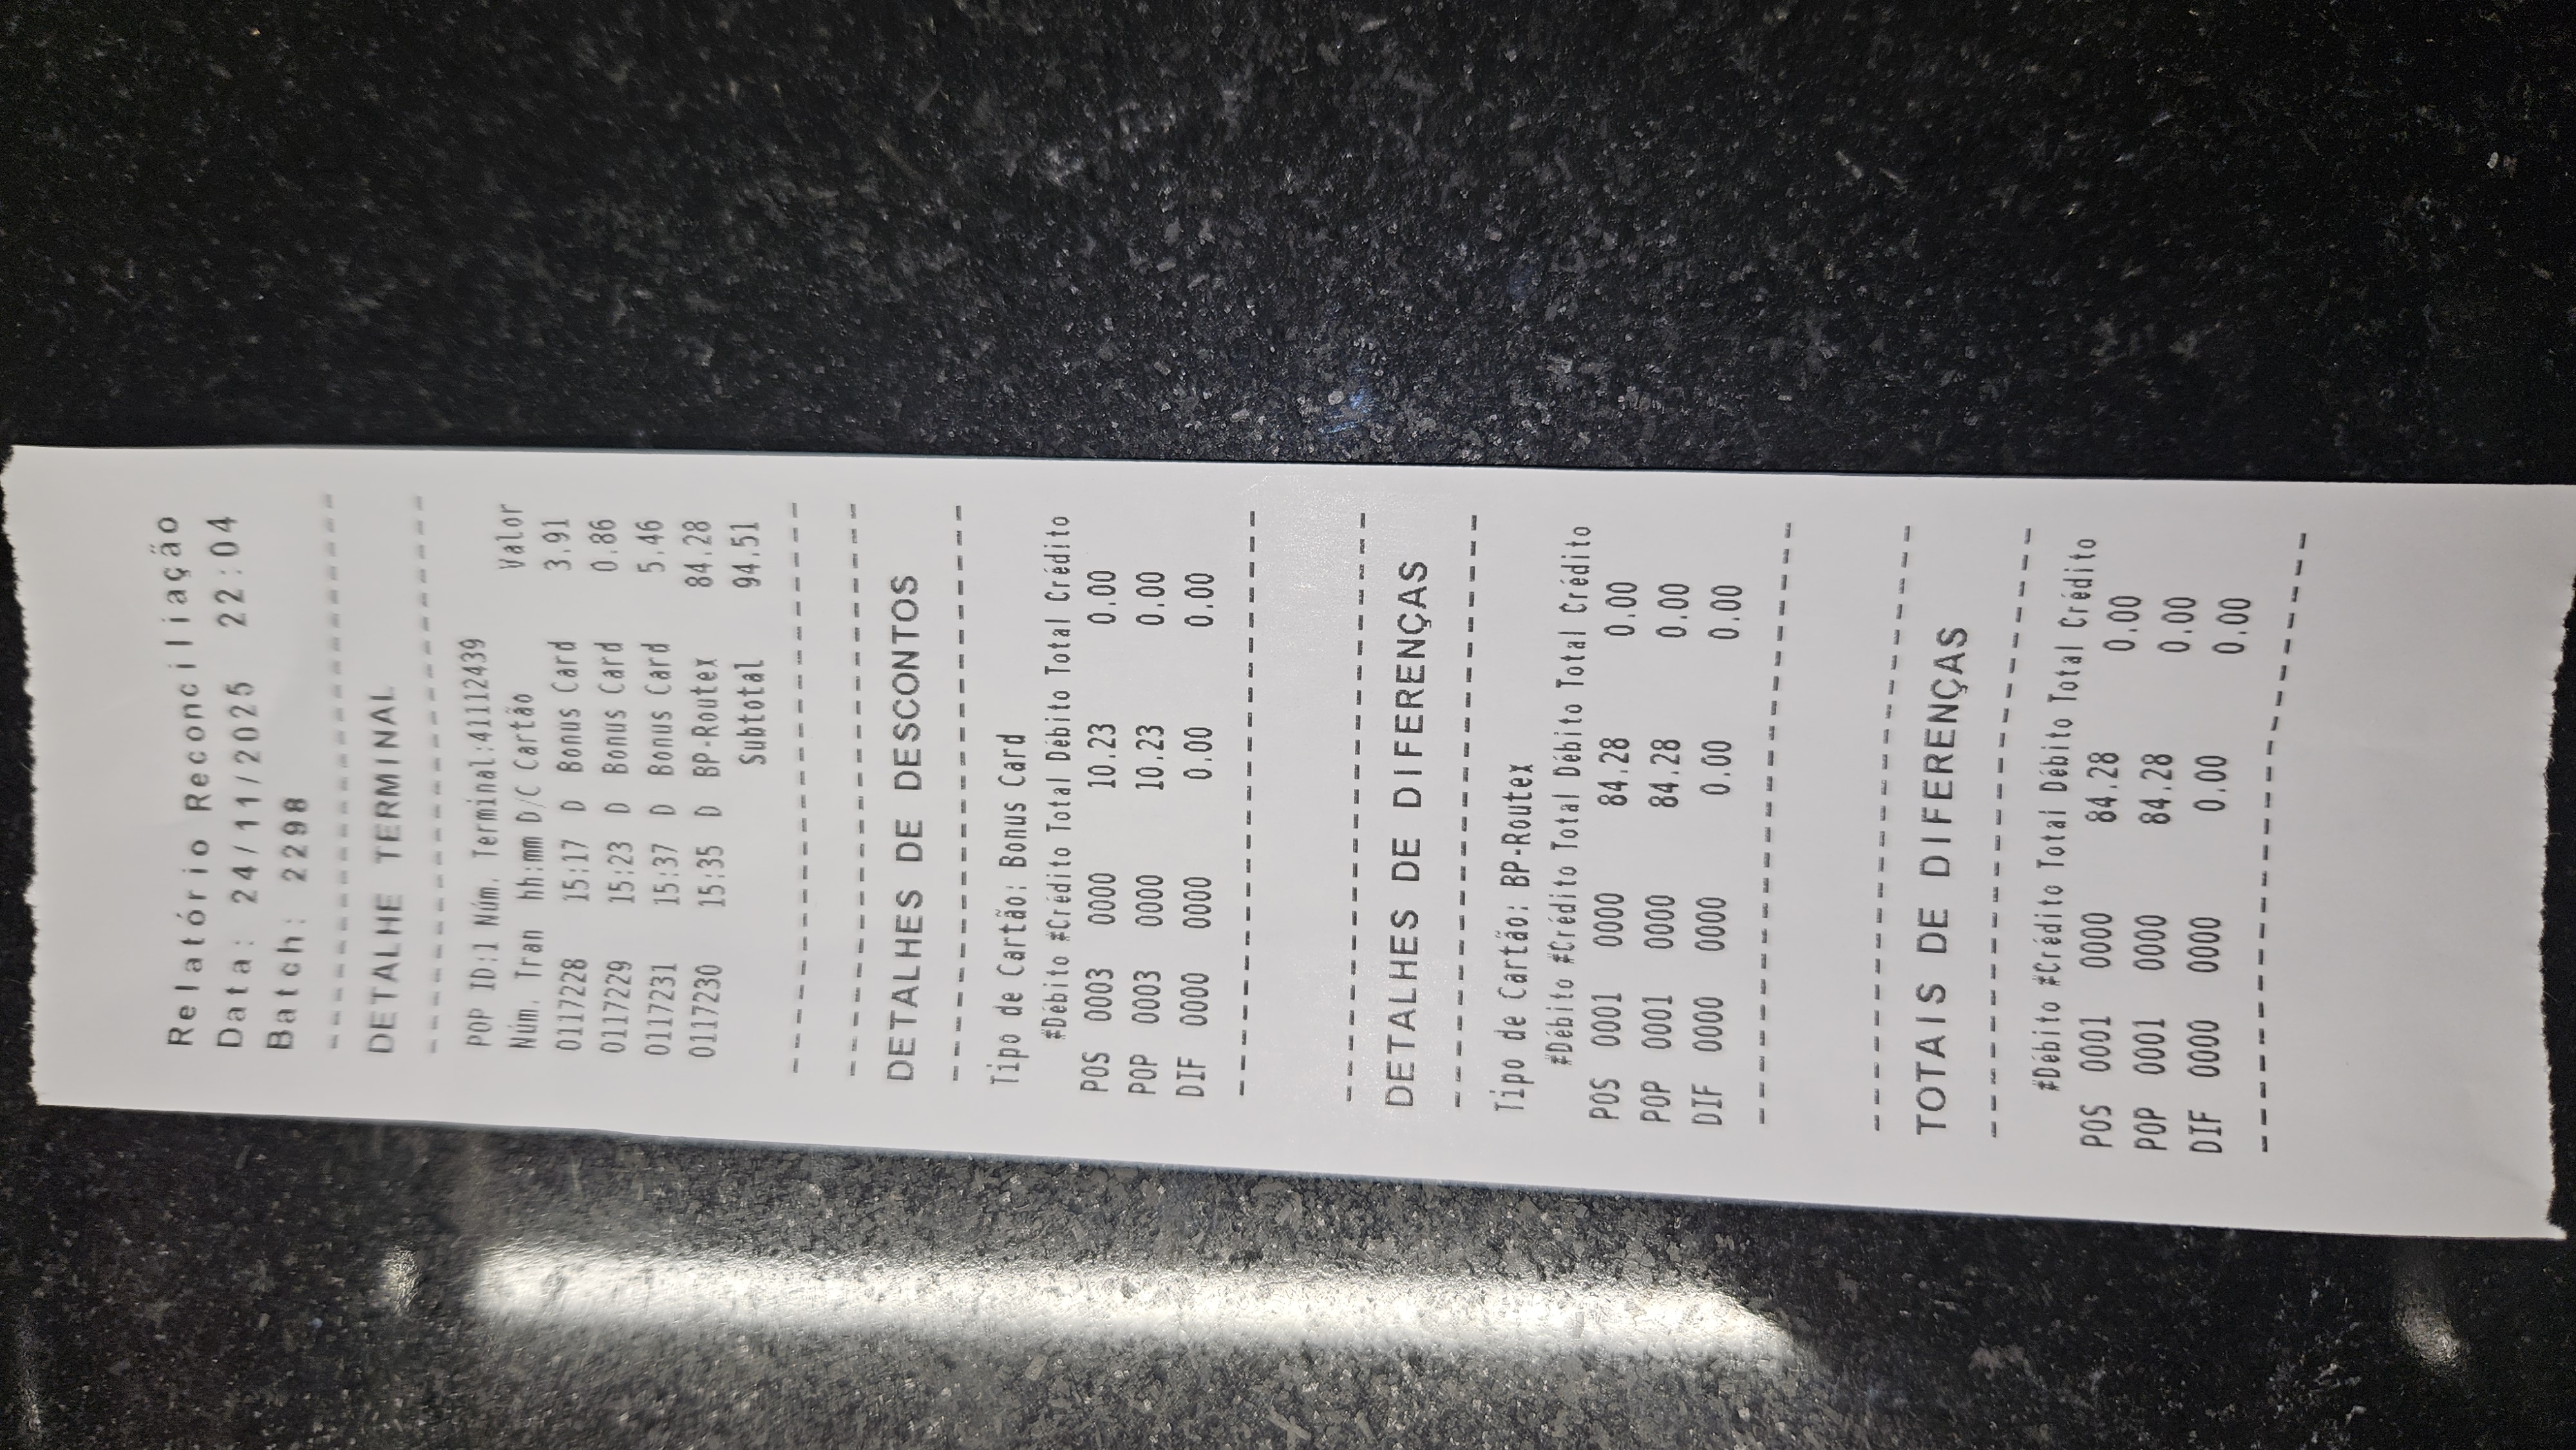 Relatório Reconciliação
Data: 24/11/2025 22:04
Batch: 2298
--------------------------------
DETALHE TERMINAL
--------------------------------
POP ID:1 Núm. Terminal:41112439
Núm. Tran hh:mm D/C Cartão Valor
0117228 15:17 D Bonus Card 3.91
0117229 15:23 D Bonus Card 0.86
0117231 15:37 D Bonus Card 5.46
0117230 15:35 D BP-Routex 84.28
Subtotal 94.51
--------------------------------
--------------------------------
DETALHES DE DESCONTOS
--------------------------------
Tipo de Cartão: Bonus Card
#Débito #Crédito Total Débito Total Crédito
POS 0003 0000 10.23 0.00
POP 0003 0000 10.23 0.00
DIF 0000 0000 0.00 0.00
--------------------------------
--------------------------------
DETALHES DE DIFERENÇAS
--------------------------------
Tipo de Cartão: BP-Routex
#Débito #Crédito Total Débito Total Crédito
POS 0001 0000 84.28 0.00
POP 0001 0000 84.28 0.00
DIF 0000 0000 0.00 0.00
--------------------------------
--------------------------------
TOTAIS DE DIFERENÇAS
--------------------------------
#Débito #Crédito Total Débito Total Crédito
POS 0001 0000 84.28 0.00
POP 0001 0000 84.28 0.00
DIF 0000 0000 0.00 0.00
--------------------------------